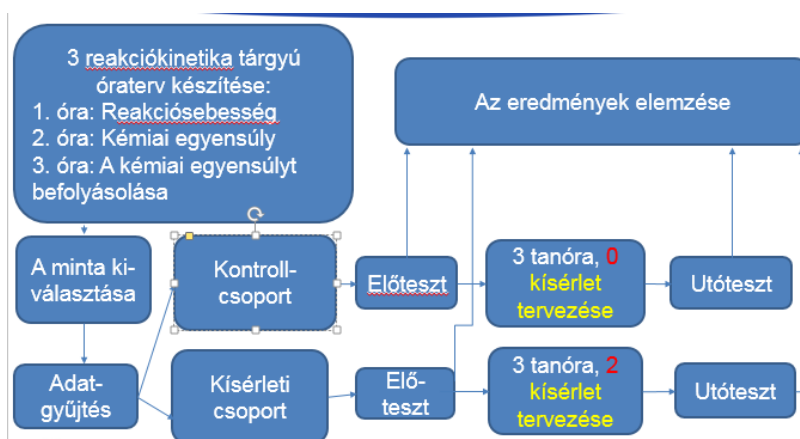 3 reakciókinetika tárgyú
óraterv készítése:
1. óra: Reakciósebesség
2. óra: Kémiai egyensúly
3. óra: A kémiai egyensúlyt
befolyásolása
Az eredmények elemzése
A minta ki-
választása
Kontroll-
csoport
Előteszt
3 tanóra, 0
kísérlet
tervezése
Utóteszt
Adat-
gyűjtés
Kísérleti
csoport
Elő-
teszt
3 tanóra, 2
kísérlet
tervezése
Utóteszt